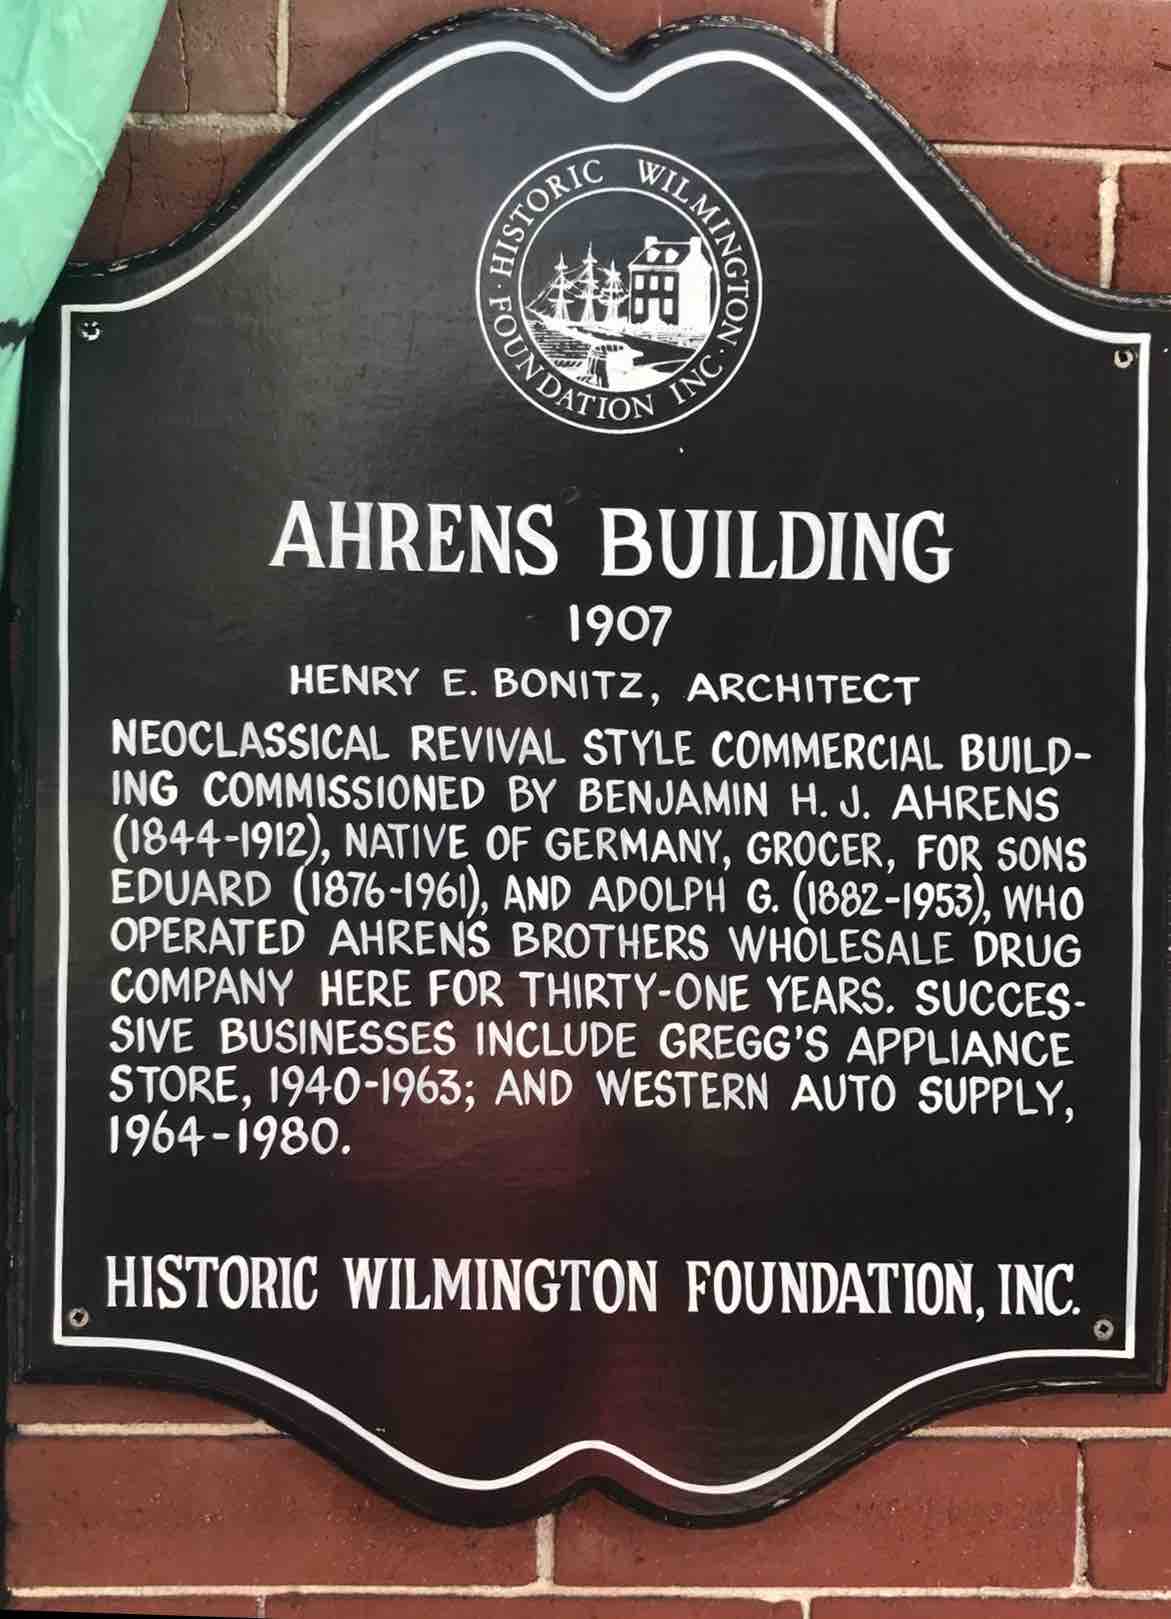 · HISTORIC WILMINGTON ·
FOUNDATION INC
AHRENS BUILDING
1907
HENRY E. BONITZ, ARCHITECT
NEOCLASSICAL REVIVAL STYLE COMMERCIAL BUILD-
ING COMMISSIONED BY BENJAMIN H. J. AHRENS
(1844-1912), NATIVE OF GERMANY, GROCER, FOR SONS
EDUARD (1876-1961), AND ADOLPH G. (1882-1953), WHO
OPERATED AHRENS BROTHERS WHOLESALE DRUG
COMPANY HERE FOR THIRTY-ONE YEARS. SUCCES-
SIVE BUSINESSES INCLUDE GREGG'S APPLIANCE
STORE, 1940-1963; AND WESTERN AUTO SUPPLY,
1964-1980.
HISTORIC WILMINGTON FOUNDATION, INC.